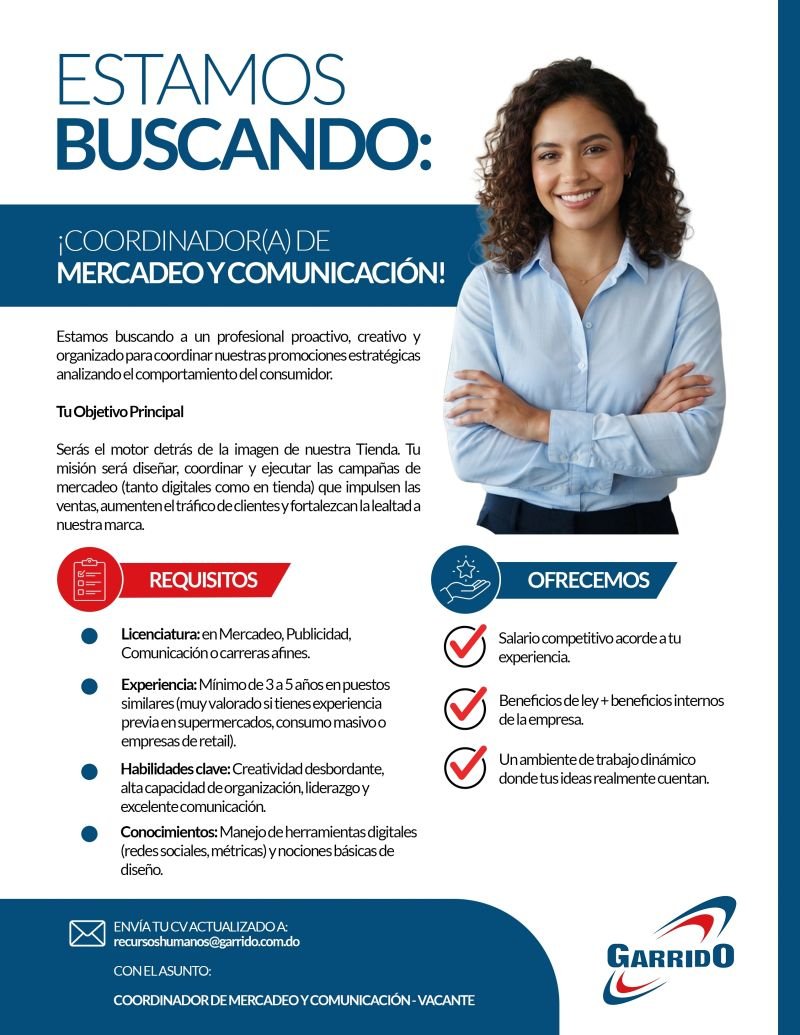 ESTAMOS
BUSCANDO:
¡COORDINADOR(A) DE
MERCADEO Y COMUNICACIÓN!
Estamos buscando a un profesional proactivo, creativo y
organizado para coordinar nuestras promociones estratégicas
analizando el comportamiento del consumidor.
Tu Objetivo Principal
Serás el motor detrás de la imagen de nuestra Tienda. Tu
misión será diseñar, coordinar y ejecutar las campañas de
mercadeo (tanto digitales como en tienda) que impulsen las
ventas, aumenten el tráfico de clientes y fortalezcan la lealtad a
nuestra marca.
REQUISITOS
Licenciatura: en Mercadeo, Publicidad,
Comunicación o carreras afines.
Experiencia: Mínimo de 3 a 5 años en puestos
similares (muy valorado si tienes experiencia
previa en supermercados, consumo masivo o
empresas de retail).
Habilidades clave: Creatividad desbordante,
alta capacidad de organización, liderazgo y
excelente comunicación.
Conocimientos: Manejo de herramientas digitales
(redes sociales, métricas) y nociones básicas de
diseño.
OFRECEMOS
Salario competitivo acorde a tu
experiencia.
Beneficios de ley + beneficios internos
de la empresa.
Un ambiente de trabajo dinámico
donde tus ideas realmente cuentan.
ENVÍA TU CV ACTUALIZADO A:
recursoshumanos@garrido.com.do
CON EL ASUNTO:
COORDINADOR DE MERCADEO Y COMUNICACIÓN - VACANTE
GARRIDO